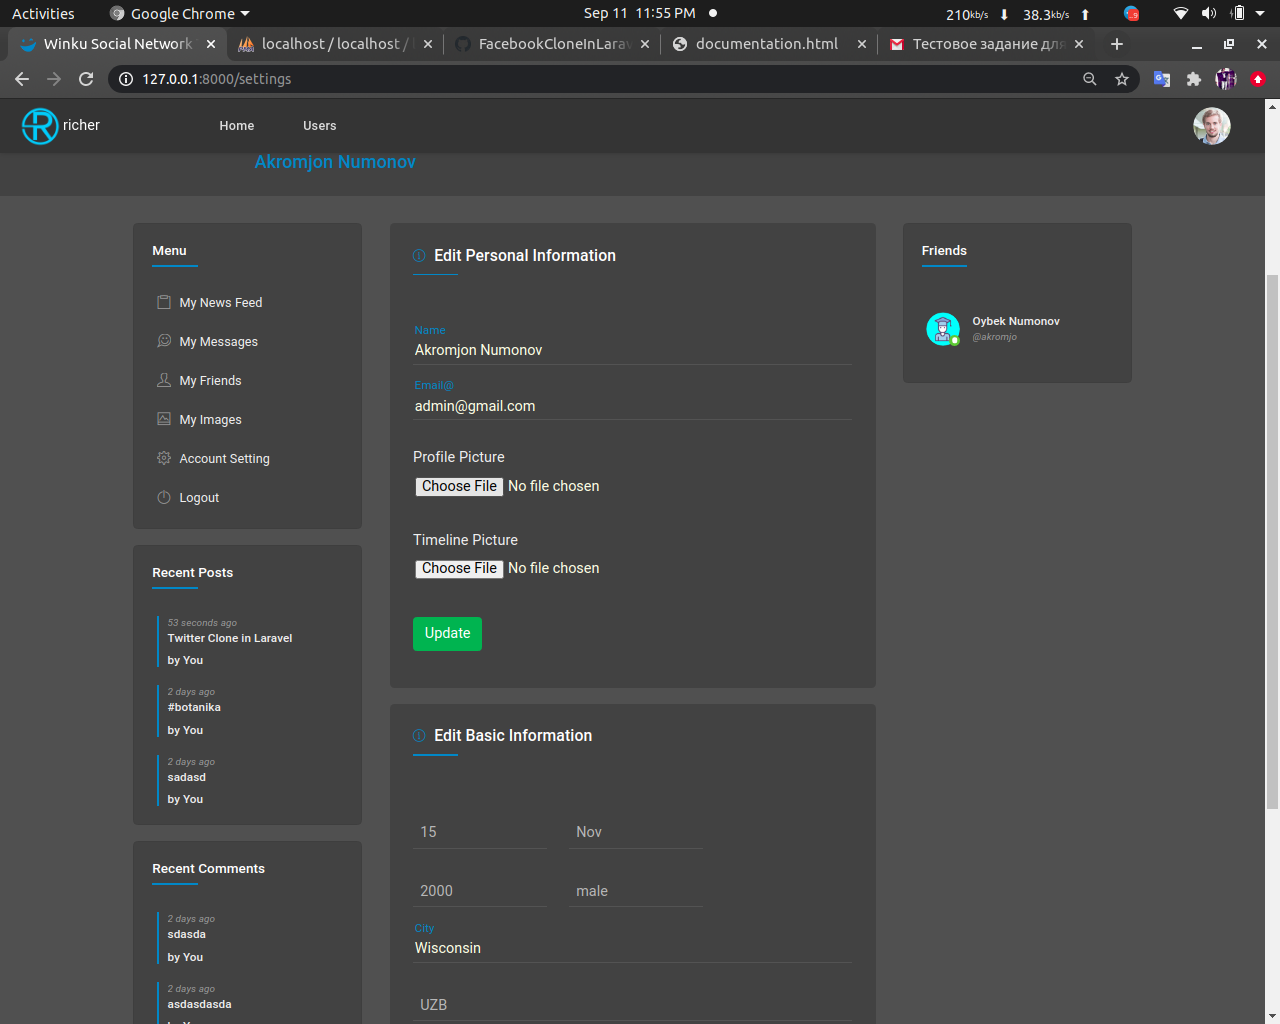 Activities
Google Chrome
Sep 11 11:55 PM
210kb/s
38.3kb/s
Winku Social Network
localhost / localhost /
FacebookCloneInLarav
documentation.html
Тестовое задание для
127.0.0.1:8000/settings
richer
Home
Users
Akromjon Numonov
Menu
My News Feed
My Messages
My Friends
My Images
Account Setting
Logout
Recent Posts
53 seconds ago
Twitter Clone in Laravel
by You
2 days ago
#botanika
by You
2 days ago
sadasd
by You
Recent Comments
2 days ago
sdasda
by You
2 days ago
asdasdasda
Edit Personal Information
Name
Akromjon Numonov
Email@
admin@gmail.com
Profile Picture
Choose File No file chosen
Timeline Picture
Choose File No file chosen
Update
Edit Basic Information
15
Nov
2000
male
City
Wisconsin
UZB
Friends
Oybek Numonov
@akromjo